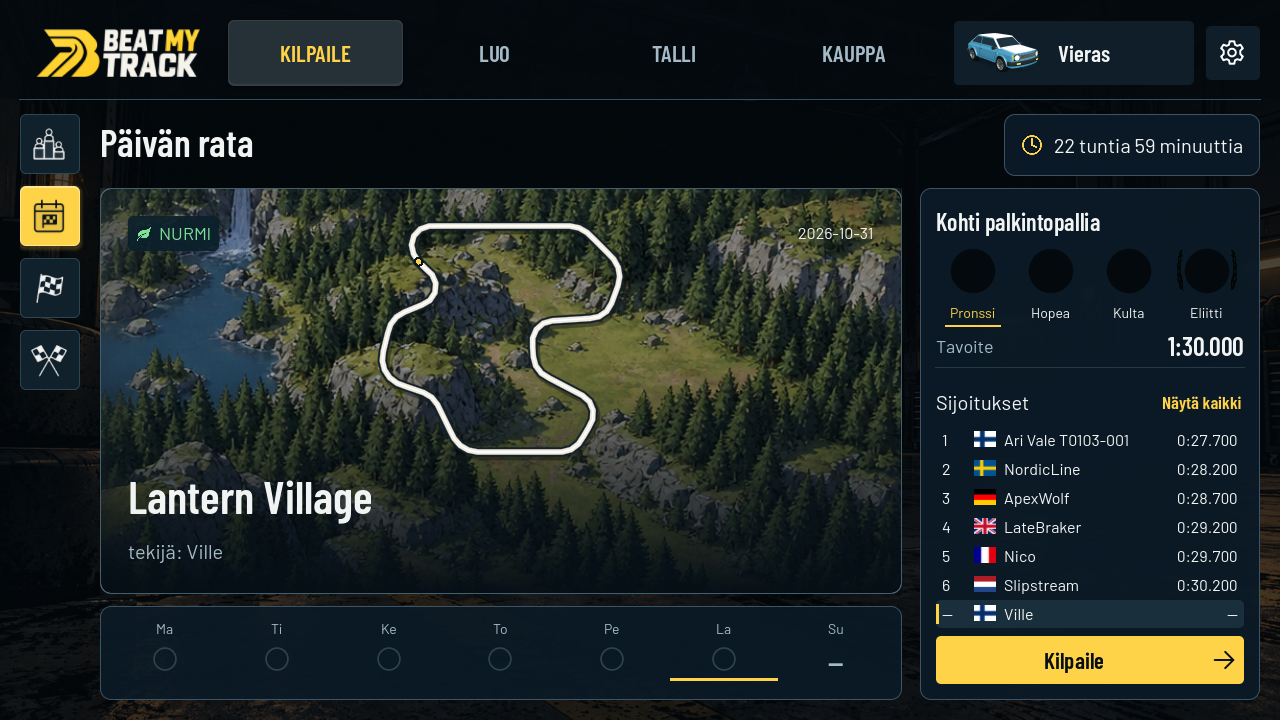 BEAT MY TRACK
KILPAILE
LUO
TALLI
KAUPPA
Vieras
Päivän rata
22 tuntia 59 minuuttia
NURMI
2026-10-31
Lantern Village
tekijä: Ville
Ma
Ti
Ke
To
Pe
La
Su
—
Kohti palkintopallia
Pronssi
Hopea
Kulta
Eliitti
Tavoite 1:30.000
Sijoitukset Näytä kaikki
1 Ari Vale T0103-001 0:27.700
2 NordicLine 0:28.200
3 ApexWolf 0:28.700
4 LateBraker 0:29.200
5 Nico 0:29.700
6 Slipstream 0:30.200
— Ville —
Kilpaile